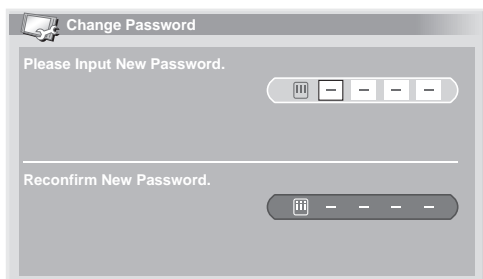 Change Password
Please Input New Password.
– – – –
Reconfirm New Password.
– – – –